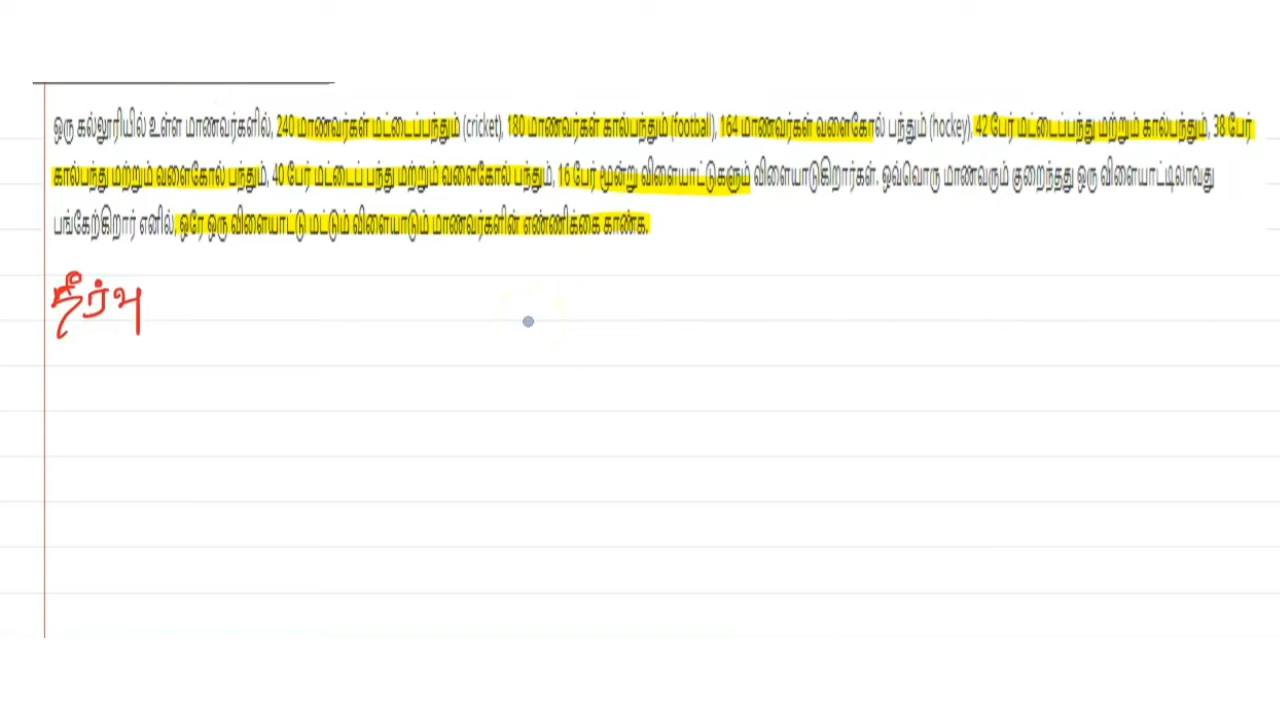 ஒரு கல்லூரியில் உள்ள மாணவர்களில், 240 மாணவர்கள் மட்டைப்பந்தும் (cricket), 180 மாணவர்கள் கால்பந்தும் (football), 164 மாணவர்கள் வளைகோல் பந்தும் (hockey), 42 பேர் மட்டைப்பந்து மற்றும் கால்பந்தும், 38 பேர்
கால்பந்து மற்றும் வளைகோல் பந்தும், 40 பேர் மட்டைப் பந்து மற்றும் வளைகோல் பந்தும், 16 பேர் மூன்று விளையாட்டுகளும் விளையாடுகிறார்கள். ஒவ்வொரு மாணவரும் குறைந்தது ஒரு விளையாட்டிலாவது
பங்கேற்கிறார் எனில், ஒரே ஒரு விளையாட்டு மட்டும் விளையாடும் மாணவர்களின் எண்ணிக்கை காண்க.
தீர்வு